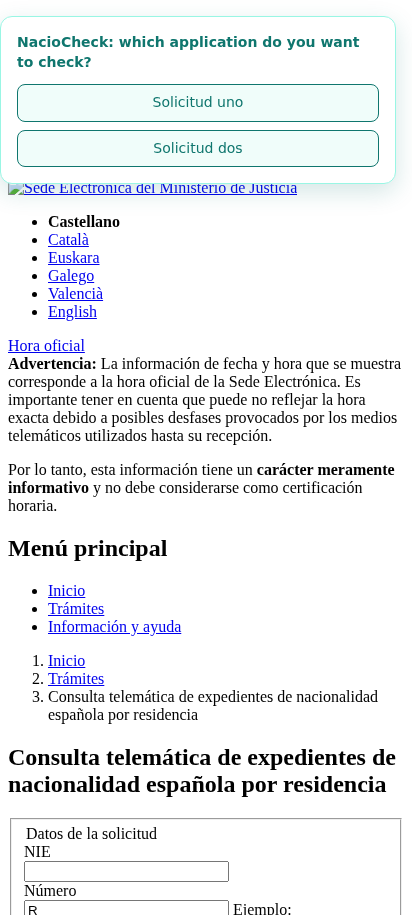 NacioCheck: which application do you want
to check?
Solicitud uno
Solicitud dos
Sede Electrónica del Ministerio de Justicia
Castellano
Català
Euskara
Galego
Valencià
English
Hora oficial
Advertencia: La información de fecha y hora que se muestra
corresponde a la hora oficial de la Sede Electrónica. Es
importante tener en cuenta que puede no reflejar la hora
exacta debido a posibles desfases provocados por los medios
telemáticos utilizados hasta su recepción.
Por lo tanto, esta información tiene un carácter meramente
informativo y no debe considerarse como certificación
horaria.
Menú principal
Inicio
Trámites
Información y ayuda
1. Inicio
2. Trámites
3. Consulta telemática de expedientes de nacionalidad
española por residencia
Consulta telemática de expedientes de
nacionalidad española por residencia
Datos de la solicitud
NIE
Número
R Ejemplo: